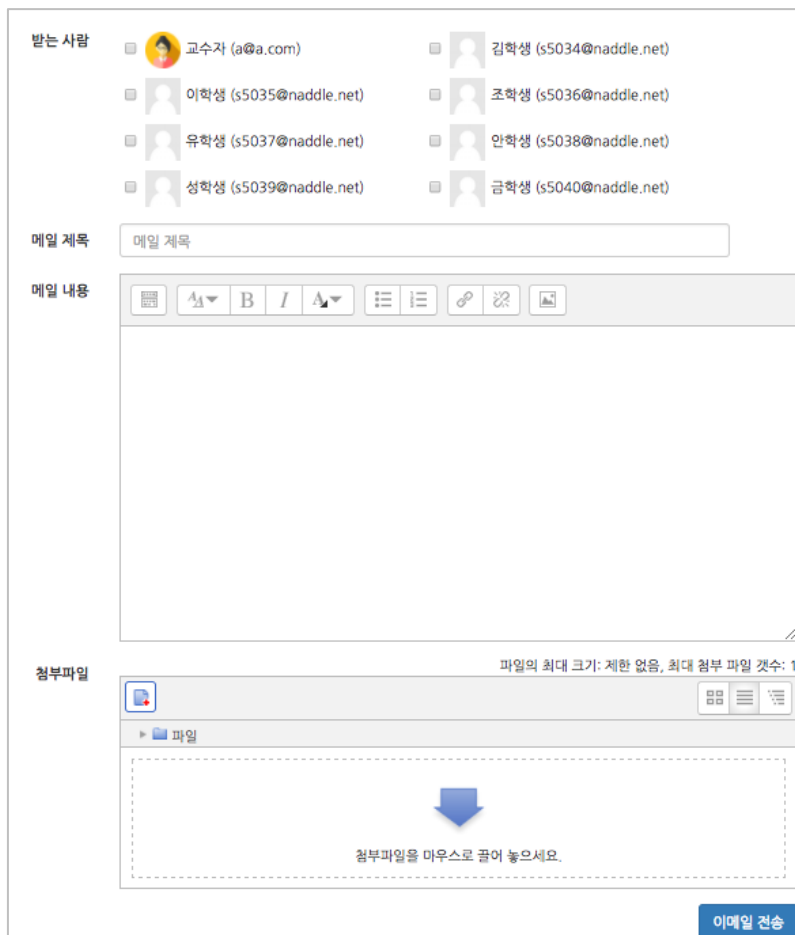 받는 사람
교수자 (a@a.com) 김학생 (s5034@naddle.net)
이학생 (s5035@naddle.net) 조학생 (s5036@naddle.net)
유학생 (s5037@naddle.net) 안학생 (s5038@naddle.net)
성학생 (s5039@naddle.net) 금학생 (s5040@naddle.net)
메일 제목 메일 제목
메일 내용
첨부파일
파일의 최대 크기: 제한 없음, 최대 첨부 파일 갯수: 1
파일
첨부파일을 마우스로 끌어 놓으세요.
이메일 전송